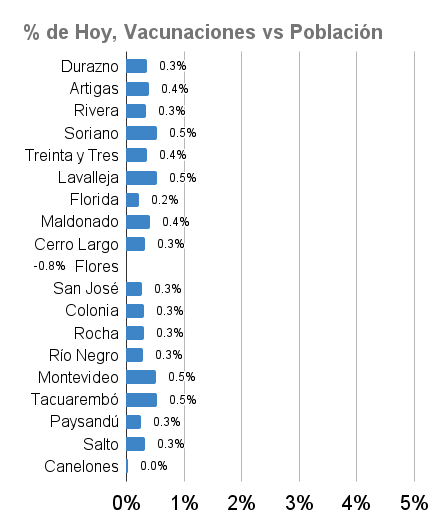 % de Hoy, Vacunaciones vs Población
Durazno 0.3%
Artigas 0.4%
Rivera 0.3%
Soriano 0.5%
Treinta y Tres 0.4%
Lavalleja 0.5%
Florida 0.2%
Maldonado 0.4%
Cerro Largo 0.3%
-0.8% Flores
San José 0.3%
Colonia 0.3%
Rocha 0.3%
Río Negro 0.3%
Montevideo 0.5%
Tacuarembó 0.5%
Paysandú 0.3%
Salto 0.3%
Canelones 0.0%
0% 1% 2% 3% 4% 5%